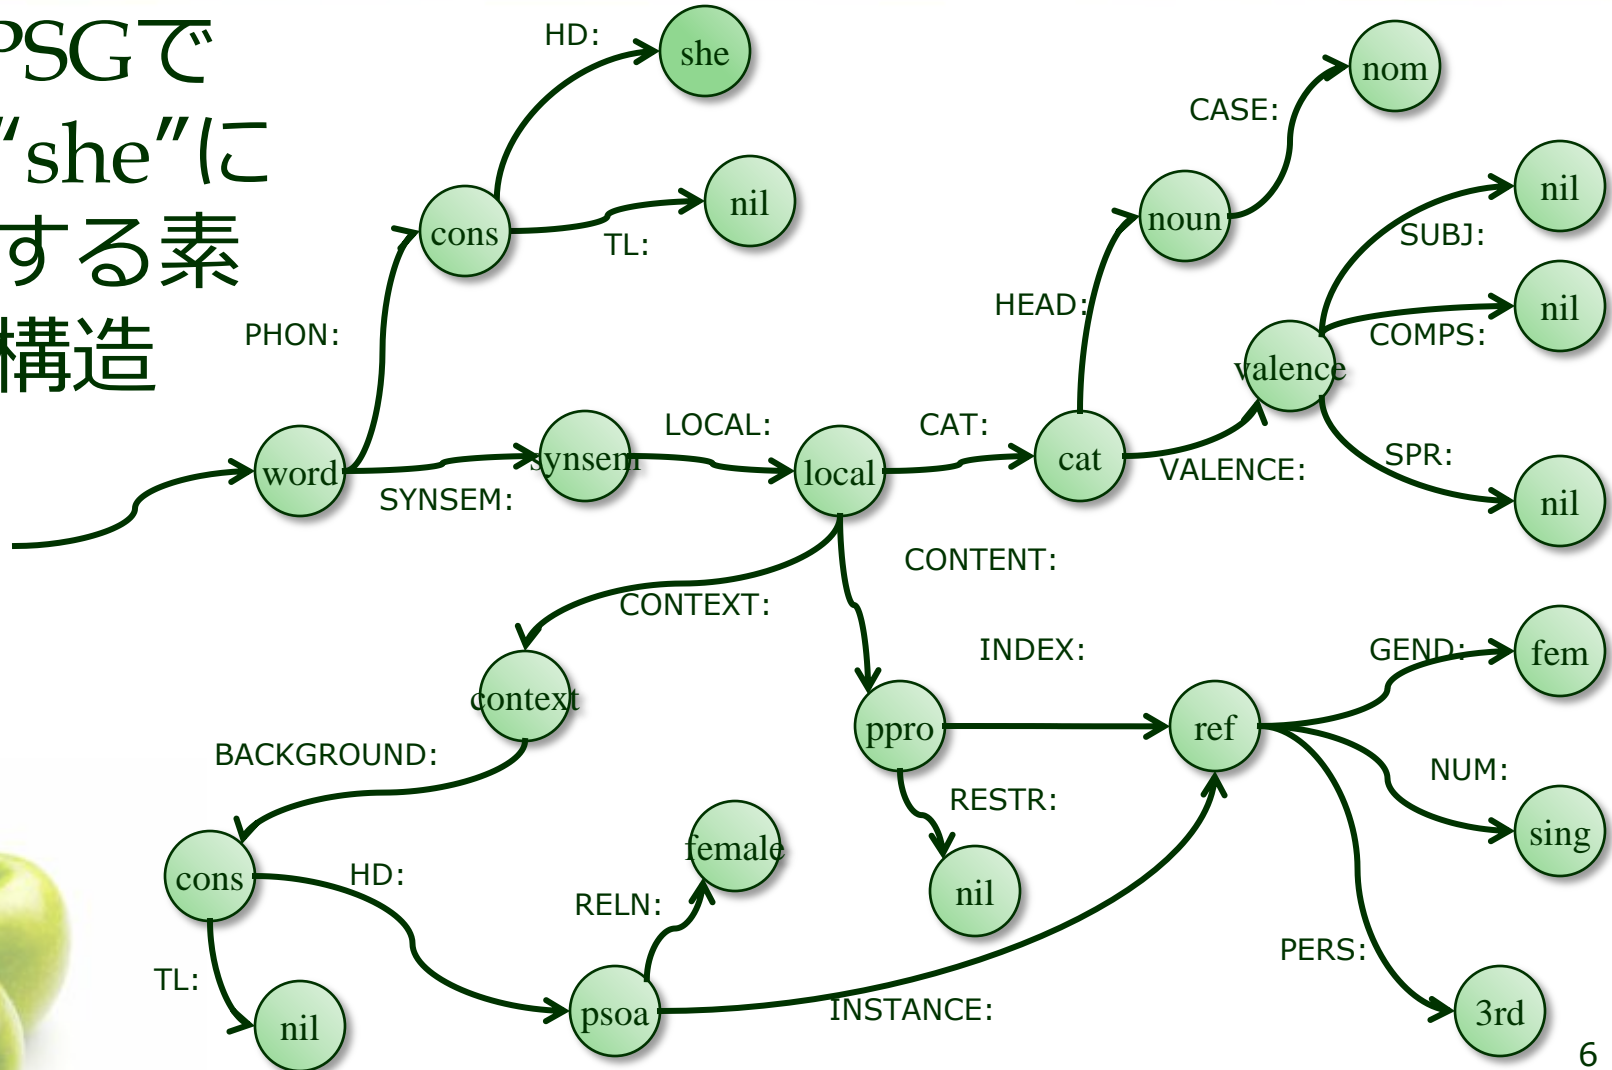 PSGで
“she”に
する素
構造
HD:
she
nom
CASE:
nil
nil
cons
noun
TL:
SUBJ:
HEAD:
nil
PHON:
COMPS:
valence
LOCAL:
CAT:
word
synsem
local
cat
SPR:
VALENCE:
SYNSEM:
nil
CONTENT:
CONTEXT:
INDEX:
GEND:
fem
context
ppro
ref
BACKGROUND:
NUM:
RESTR:
sing
female
cons
HD:
nil
RELN:
PERS:
TL:
psoa
INSTANCE:
3rd
nil
6